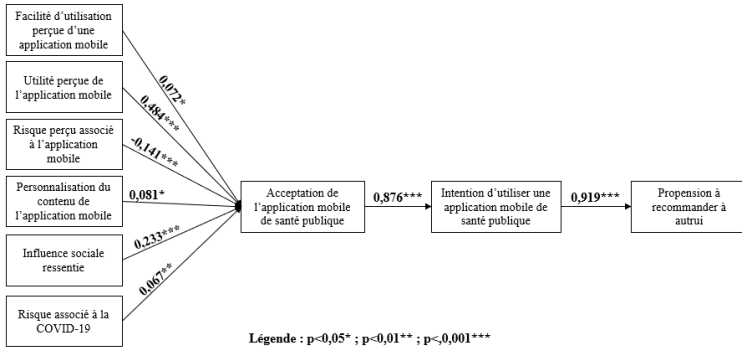 Facilité d'utilisation
perçue d'une
application mobile
0,072*
Utilité perçue de
l'application mobile
0,484***
Risque perçu associé
à l'application
mobile
-0,141***
Personnalisation du
contenu de
l'application mobile
0,081*
Influence sociale
ressentie
0,233***
Risque associé à la
COVID-19
0,067**
Acceptation de
l'application mobile
de santé publique
0,876***
Intention d'utiliser une
application mobile de
santé publique
0,919***
Propension à
recommander à
autrui
Légende : p<0,05* ; p<0,01** ; p<,0,001***